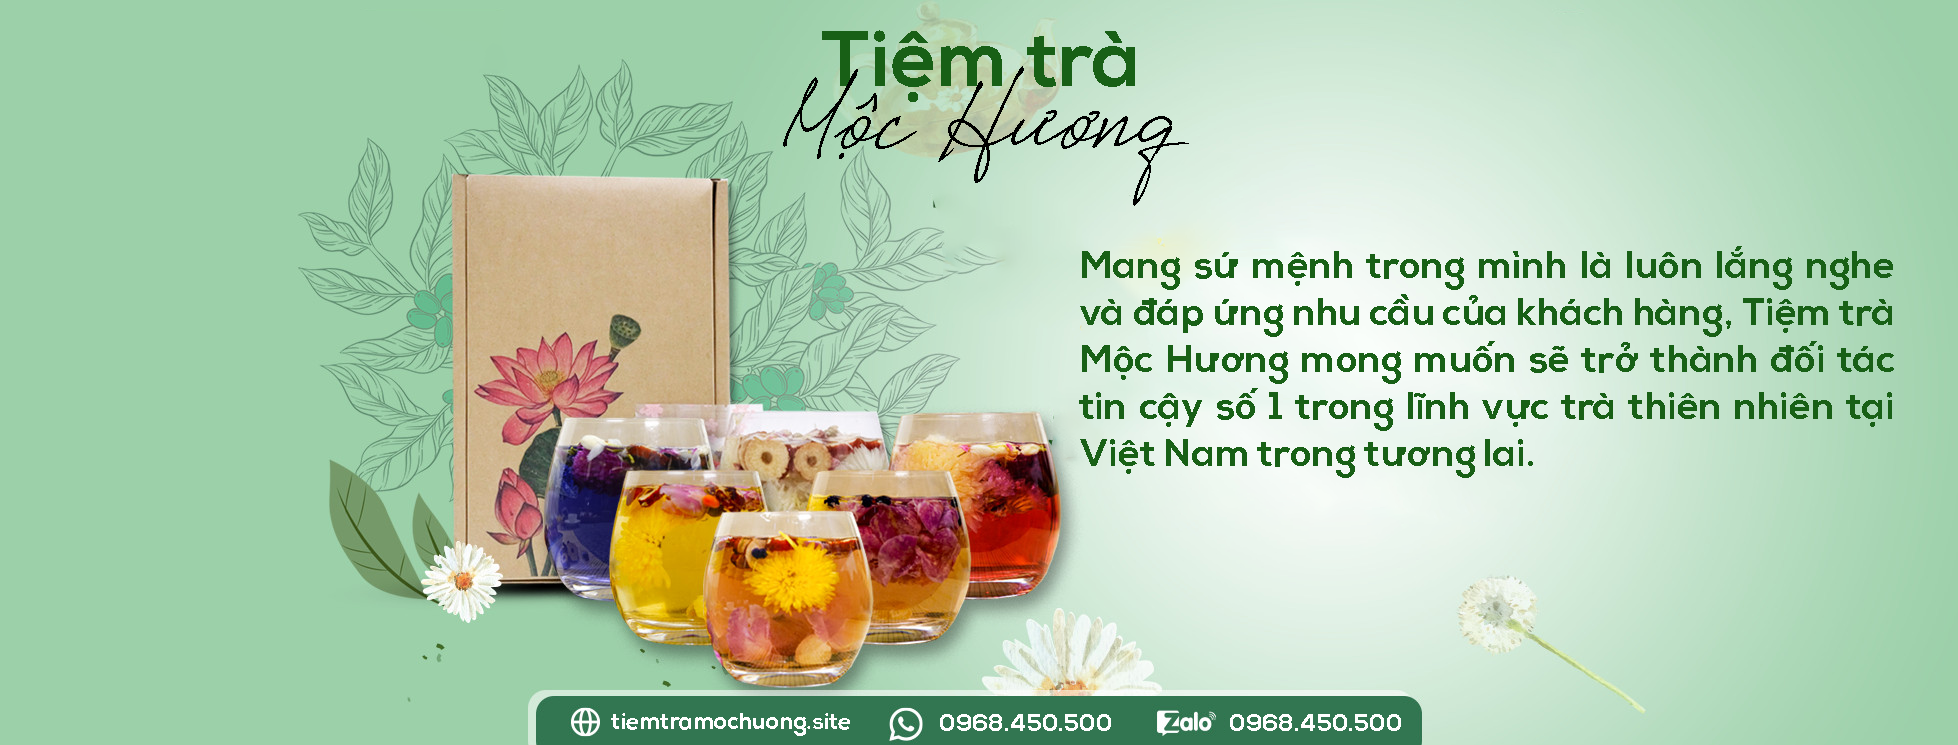 Tiệm trà
Mộc Hương
Mang sứ mệnh trong mình là luôn lắng nghe
và đáp ứng nhu cầu của khách hàng, Tiệm trà
Mộc Hương mong muốn sẽ trở thành đối tác
tin cậy số 1 trong lĩnh vực trà thiên nhiên tại
Việt Nam trong tương lai.
tiemtramochuong.site 0968.450.500 Zalo 0968.450.500